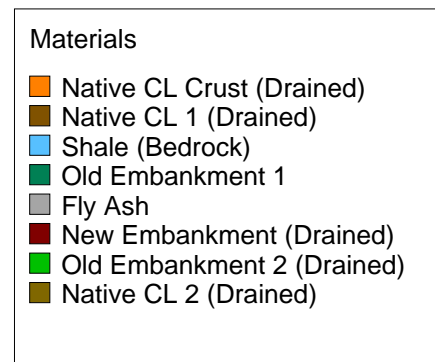 Materials
Native CL Crust (Drained)
Native CL 1 (Drained)
Shale (Bedrock)
Old Embankment 1
Fly Ash
New Embankment (Drained)
Old Embankment 2 (Drained)
Native CL 2 (Drained)